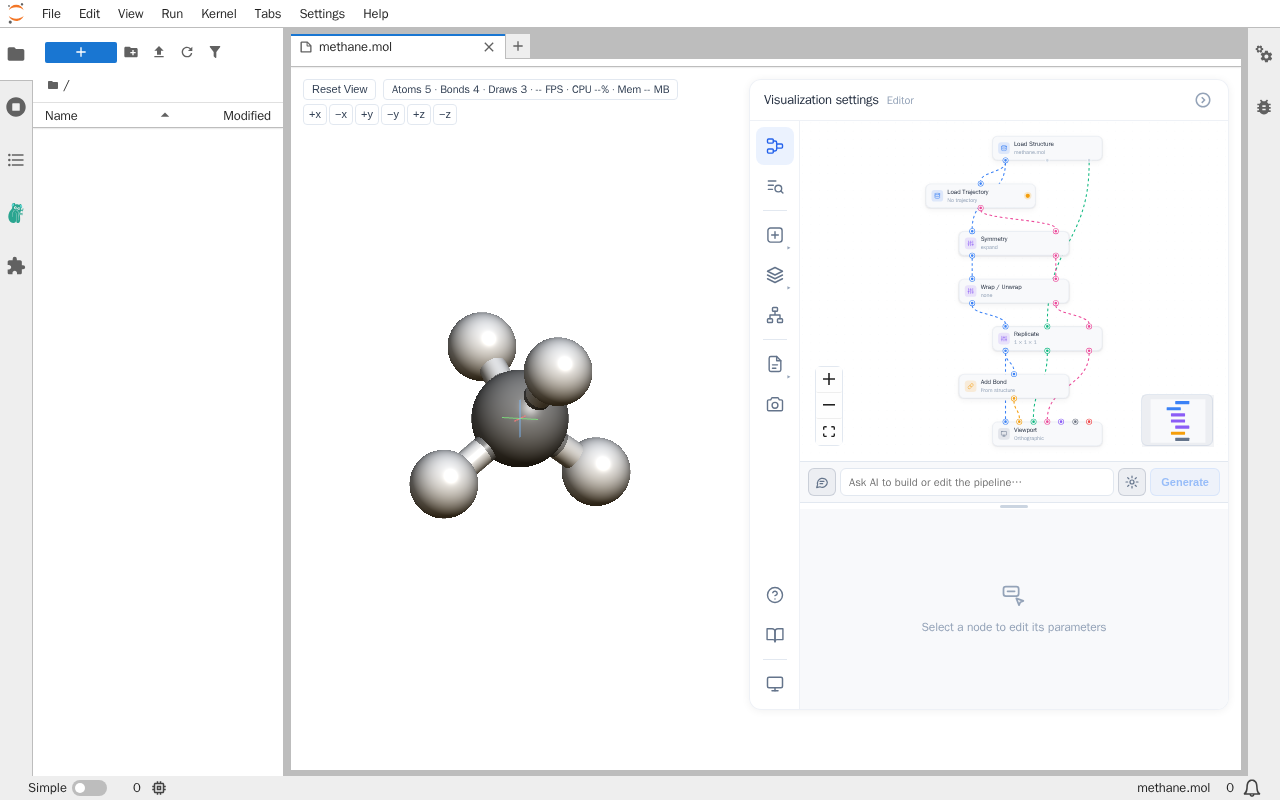 File Edit View Run Kernel Tabs Settings Help
methane.mol
/
Name Modified
Reset View
Atoms 5 · Bonds 4 · Draws 3 · -- FPS · CPU --% · Mem -- MB
+x −x +y −y +z −z
Visualization settings Editor
Load Structure
methane.mol
Load Trajectory
No trajectory
Symmetry
expand
Wrap / Unwrap
none
Replicate
1 × 1 × 1
Add Bond
From structure
Viewport
Orthographic
Ask AI to build or edit the pipeline···
Generate
Select a node to edit its parameters
Simple 0
methane.mol 0